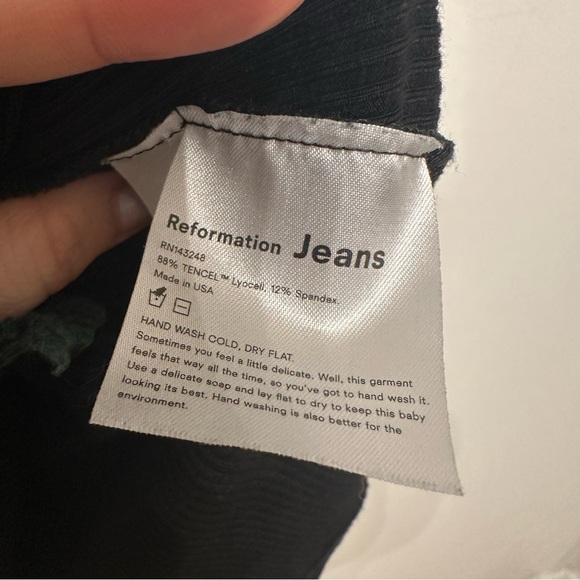 Reformation Jeans
RN143248
88% TENCEL™ Lyocell, 12% Spandex.
Made in USA
HAND WASH COLD, DRY FLAT.
Sometimes you feel a little delicate. Well, this garment
feels that way all the time, so you've got to hand wash it.
Use a delicate soap and lay flat to dry to keep this baby
looking its best. Hand washing is also better for the
environment.